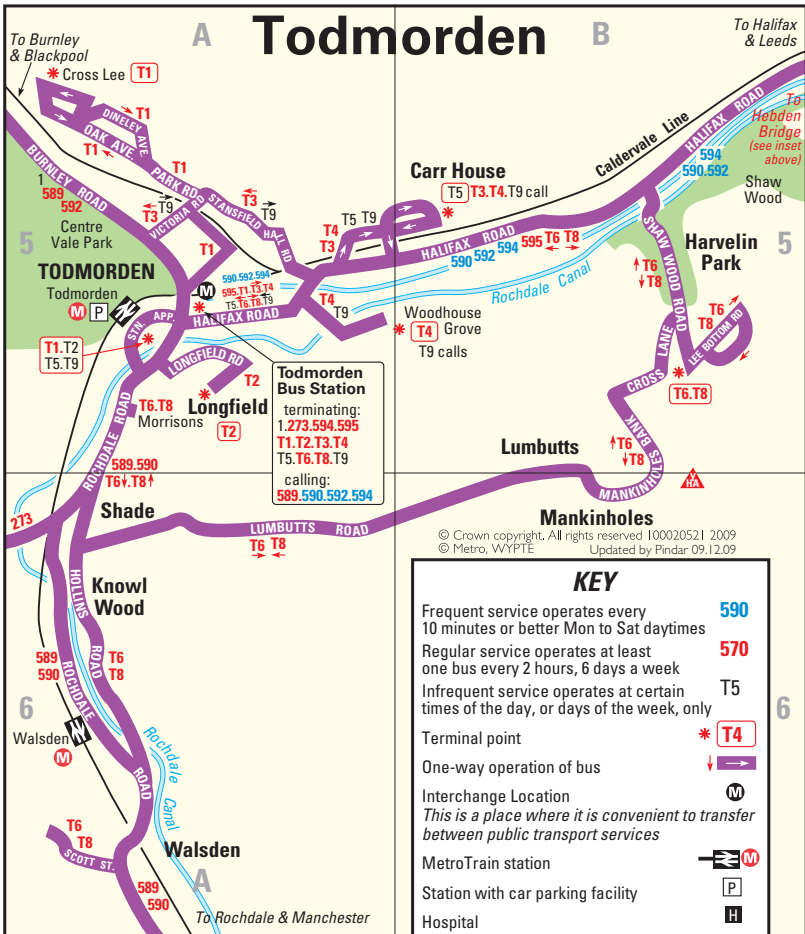 Todmorden
A
B
To Burnley
& Blackpool
To Halifax
& Leeds
Cross Lee T1
T1
DINELEY
AVE.
OAK AVE.
T1
T1
PARK RD
BURNLEY
ROAD
1
589
592
Centre
Vale Park
T3
T9
VICTORIA RD
T3
T9
STANSFIELD
HALL RD
T1
5
TODMORDEN
Todmorden
M P
590.592.594
M
595.T1.T3.T4
T5.T6.T8.T9
STN. APP.
HALIFAX ROAD
T1.T2
T5.T9
LONGFIELD RD
T2
Longfield
T2
T6.T8
Morrisons
Carr House
T5 T3.T4.T9 call
T5 T9
T4
T3
Caldervale Line
HALIFAX ROAD
594
590.592
To
Hebden
Bridge
(see inset
above)
Shaw
Wood
HALIFAX ROAD
590 592 594
595 T6 T8
Rochdale Canal
T4
T9
Woodhouse
T4 Grove
T9 calls
Harvelin
Park
5
SHAW WOOD ROAD
T6
T8
T6
T8
LEE BOTTOM RD
CROSS LANE
T6.T8
T6
T8
MANKINHOLES BANK
Todmorden
Bus Station
terminating:
1.273.594.595
T1.T2.T3.T4
T5.T6.T8.T9
calling:
589.590.592.594
Lumbutts
Mankinholes
YHA
ROCHDALE ROAD
589.590
T6 T8
273
Shade
LUMBUTTS ROAD
T6 T8
© Crown copyright. All rights reserved 100020521 2009
© Metro, WYPTE Updated by Pindar 09.12.09
Knowl
Wood
HOLLINS
ROAD
T6
T8
589
590
ROCHDALE
ROAD
6
Walsden
M
Rochdale
Canal
T6
T8
SCOTT ST.
Walsden
589
590
A
To Rochdale & Manchester
KEY
Frequent service operates every 590
10 minutes or better Mon to Sat daytimes
Regular service operates at least 570
one bus every 2 hours, 6 days a week
Infrequent service operates at certain T5
times of the day, or days of the week, only
Terminal point T4
One-way operation of bus
Interchange Location M
This is a place where it is convenient to transfer
between public transport services
MetroTrain station M
Station with car parking facility P
Hospital H
6